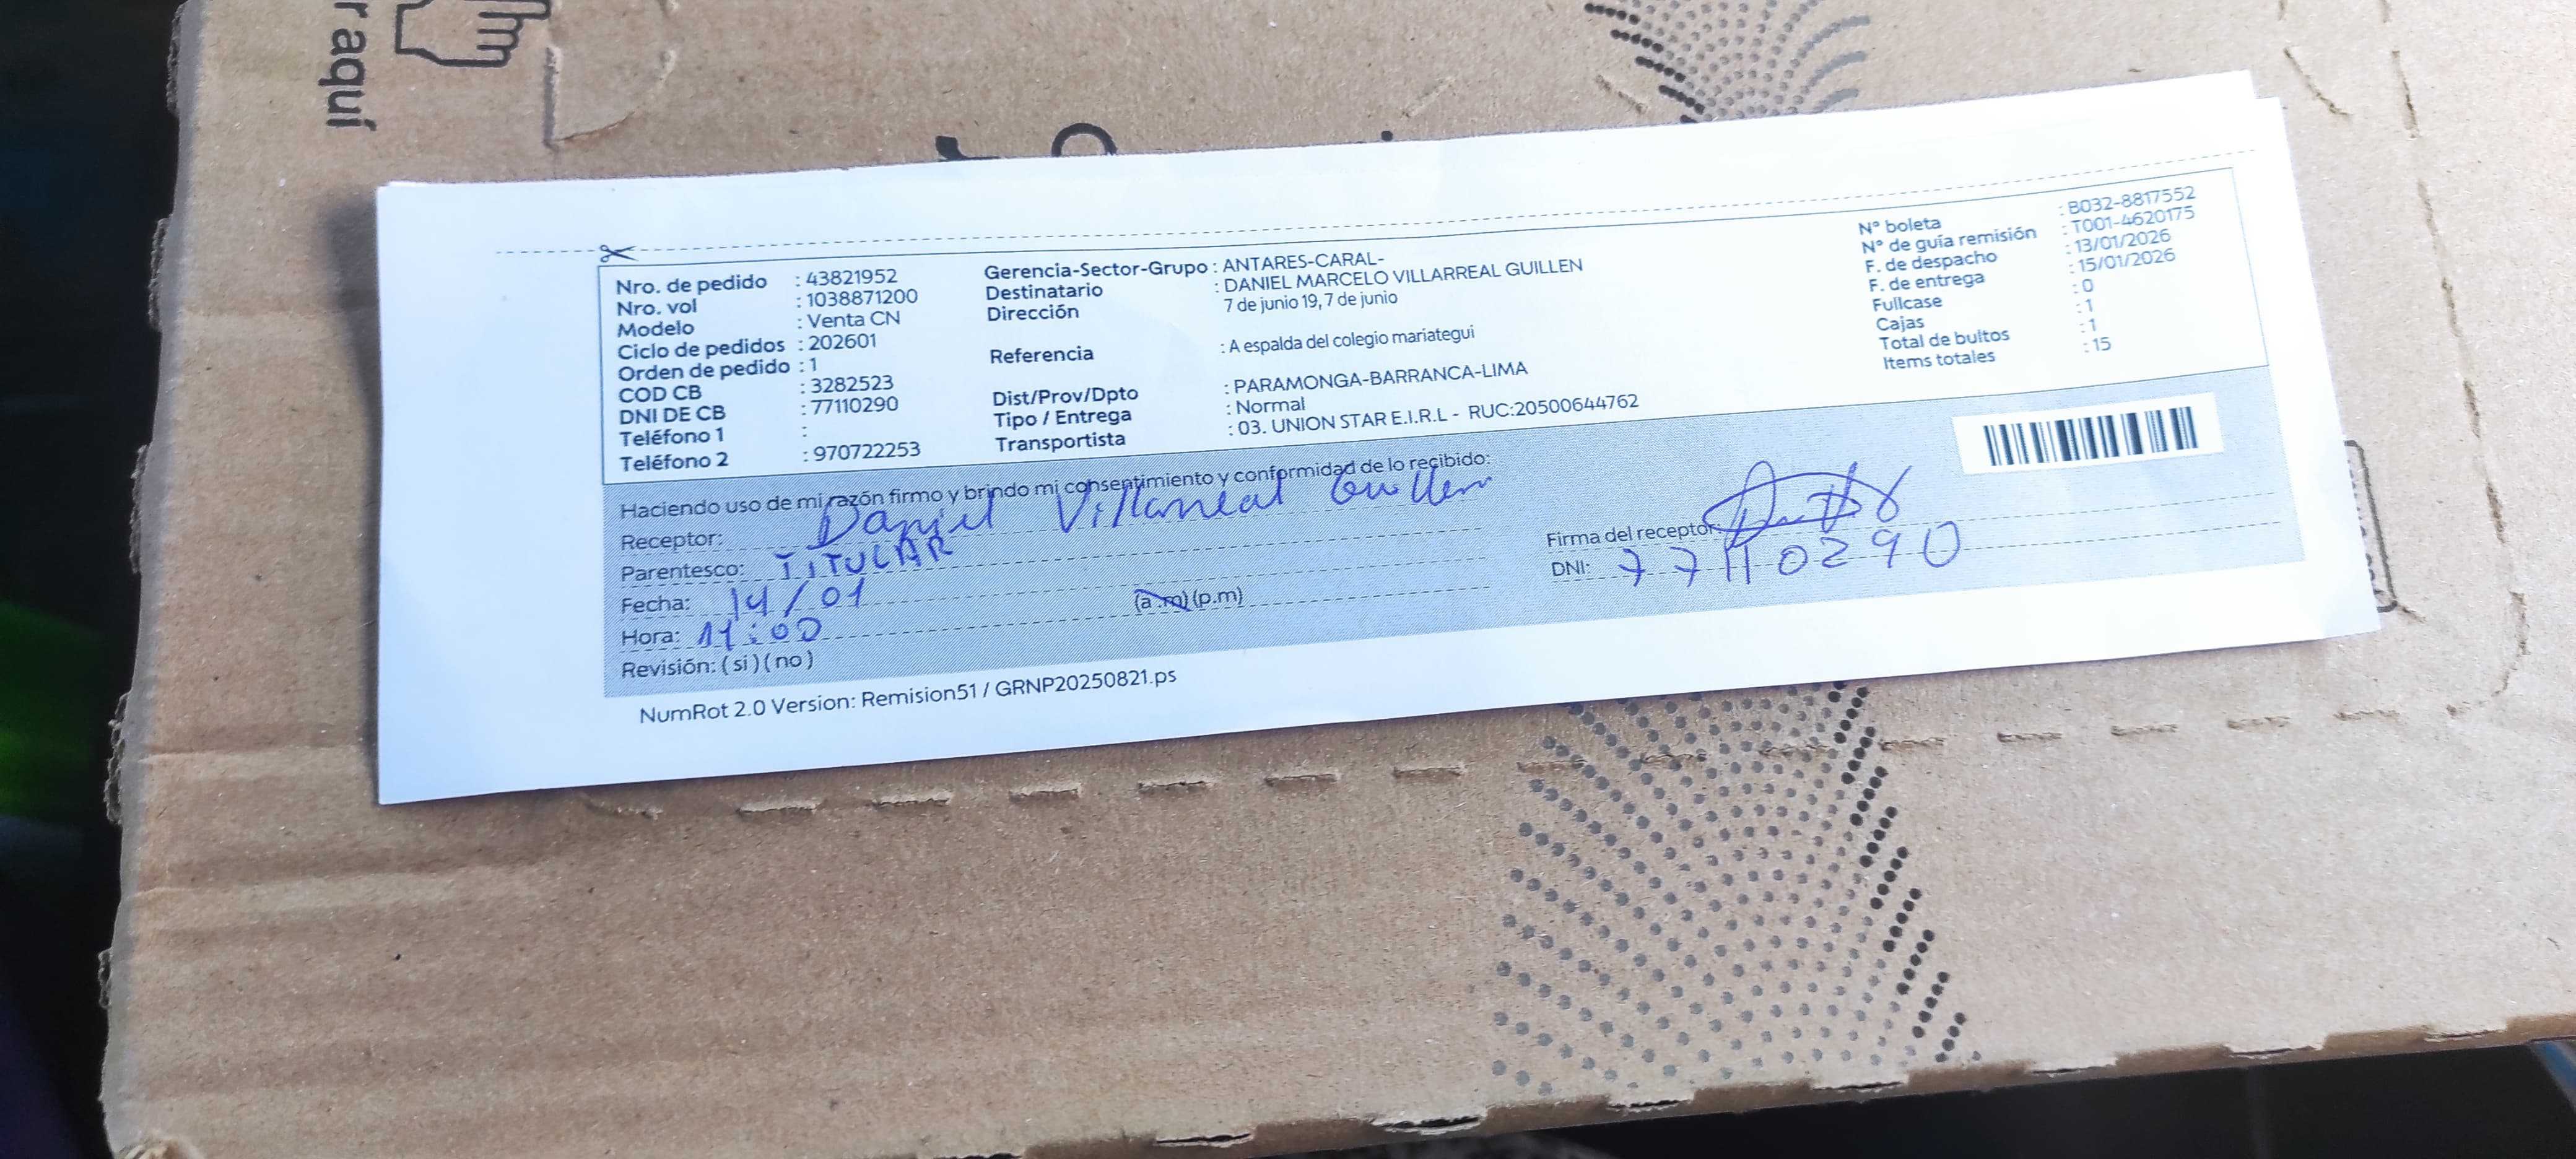 r aquí
Nro. de pedido : 43821952
Nro. vol : 1038871200
Modelo : Venta CN
Ciclo de pedidos : 202601
Orden de pedido : 1
COD CB : 3282523
DNI DE CB : 77110290
Teléfono 1 :
Teléfono 2 : 970722253
Gerencia-Sector-Grupo : ANTARES-CARAL-
Destinatario : DANIEL MARCELO VILLARREAL GUILLEN
Dirección 7 de junio 19, 7 de junio
Referencia : A espalda del colegio mariategui
Dist/Prov/Dpto : PARAMONGA-BARRANCA-LIMA
Tipo / Entrega : Normal
Transportista : 03. UNION STAR E.I.R.L - RUC:20500644762
N° boleta : B032-8817552
N° de guía remisión : T001-4620175
F. de despacho : 13/01/2026
F. de entrega : 15/01/2026
Fullcase : 0
Cajas : 1
Total de bultos : 1
Items totales : 15
Haciendo uso de mi razón firmo y brindo mi consentimiento y conformidad de lo recibido:
Receptor: Daniel Villarreal Guillen
Parentesco: TITULAR
Fecha: 14/01
Hora: 11:00 (a.m)(p.m)
Revisión: (si)(no)
Firma del receptor:
DNI: 77110290
NumRot 2.0 Version: Remision51 / GRNP20250821.ps